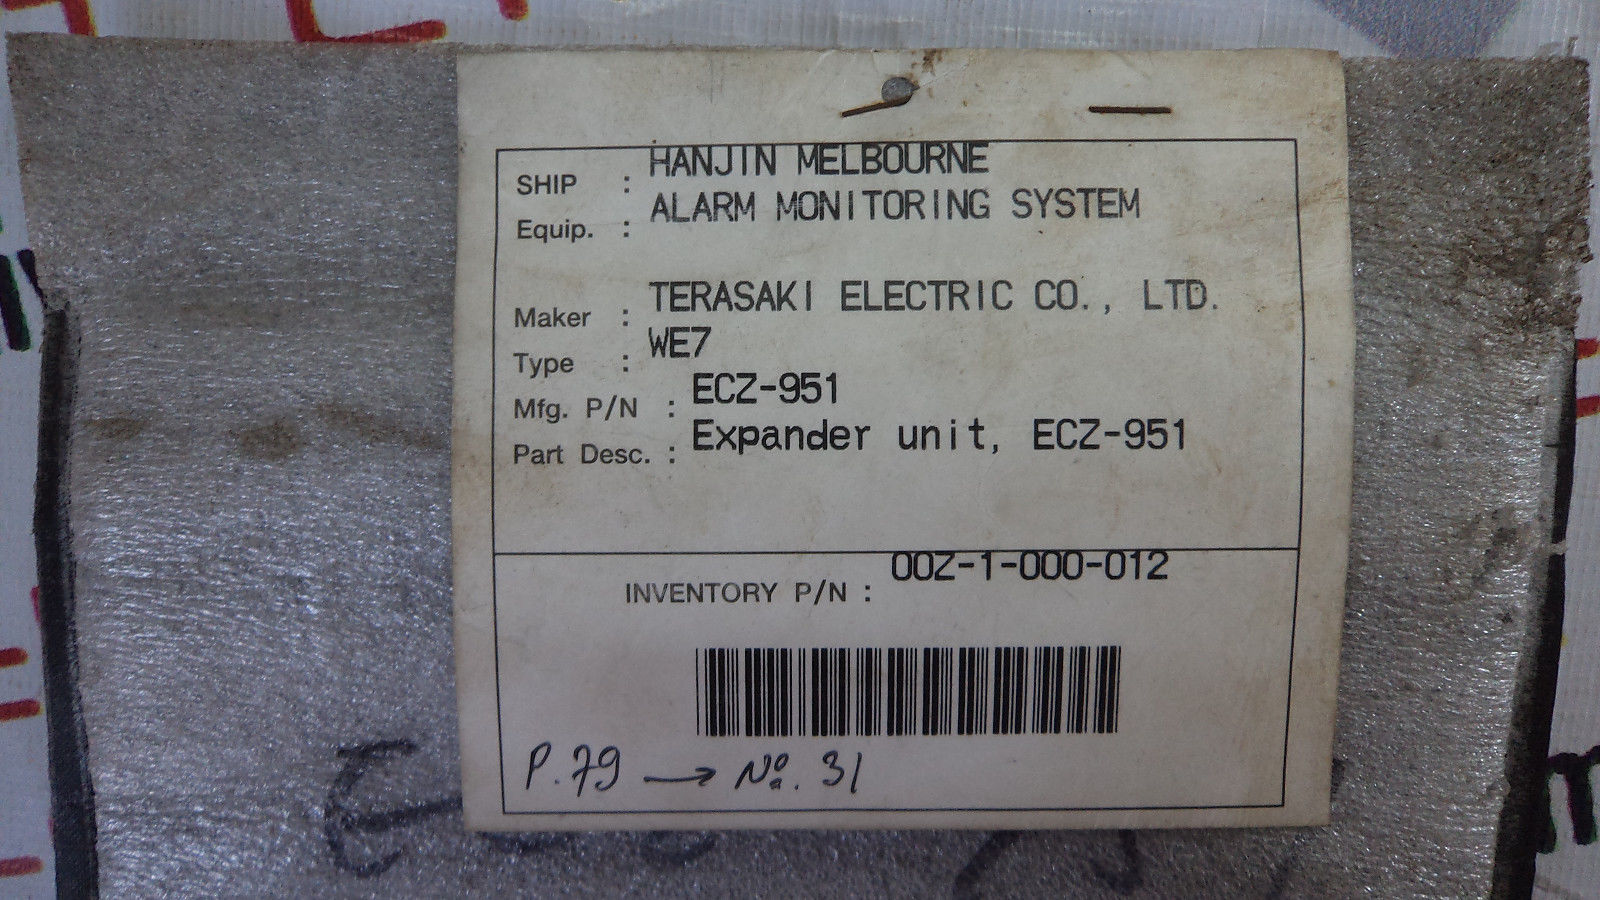 SHIP : HANJIN MELBOURNE
Equip. : ALARM MONITORING SYSTEM
Maker : TERASAKI ELECTRIC CO., LTD.
Type : WE7
Mfg. P/N : ECZ-951
Part Desc. : Expander unit, ECZ-951
INVENTORY P/N : 00Z-1-000-012
P.79 → No. 31